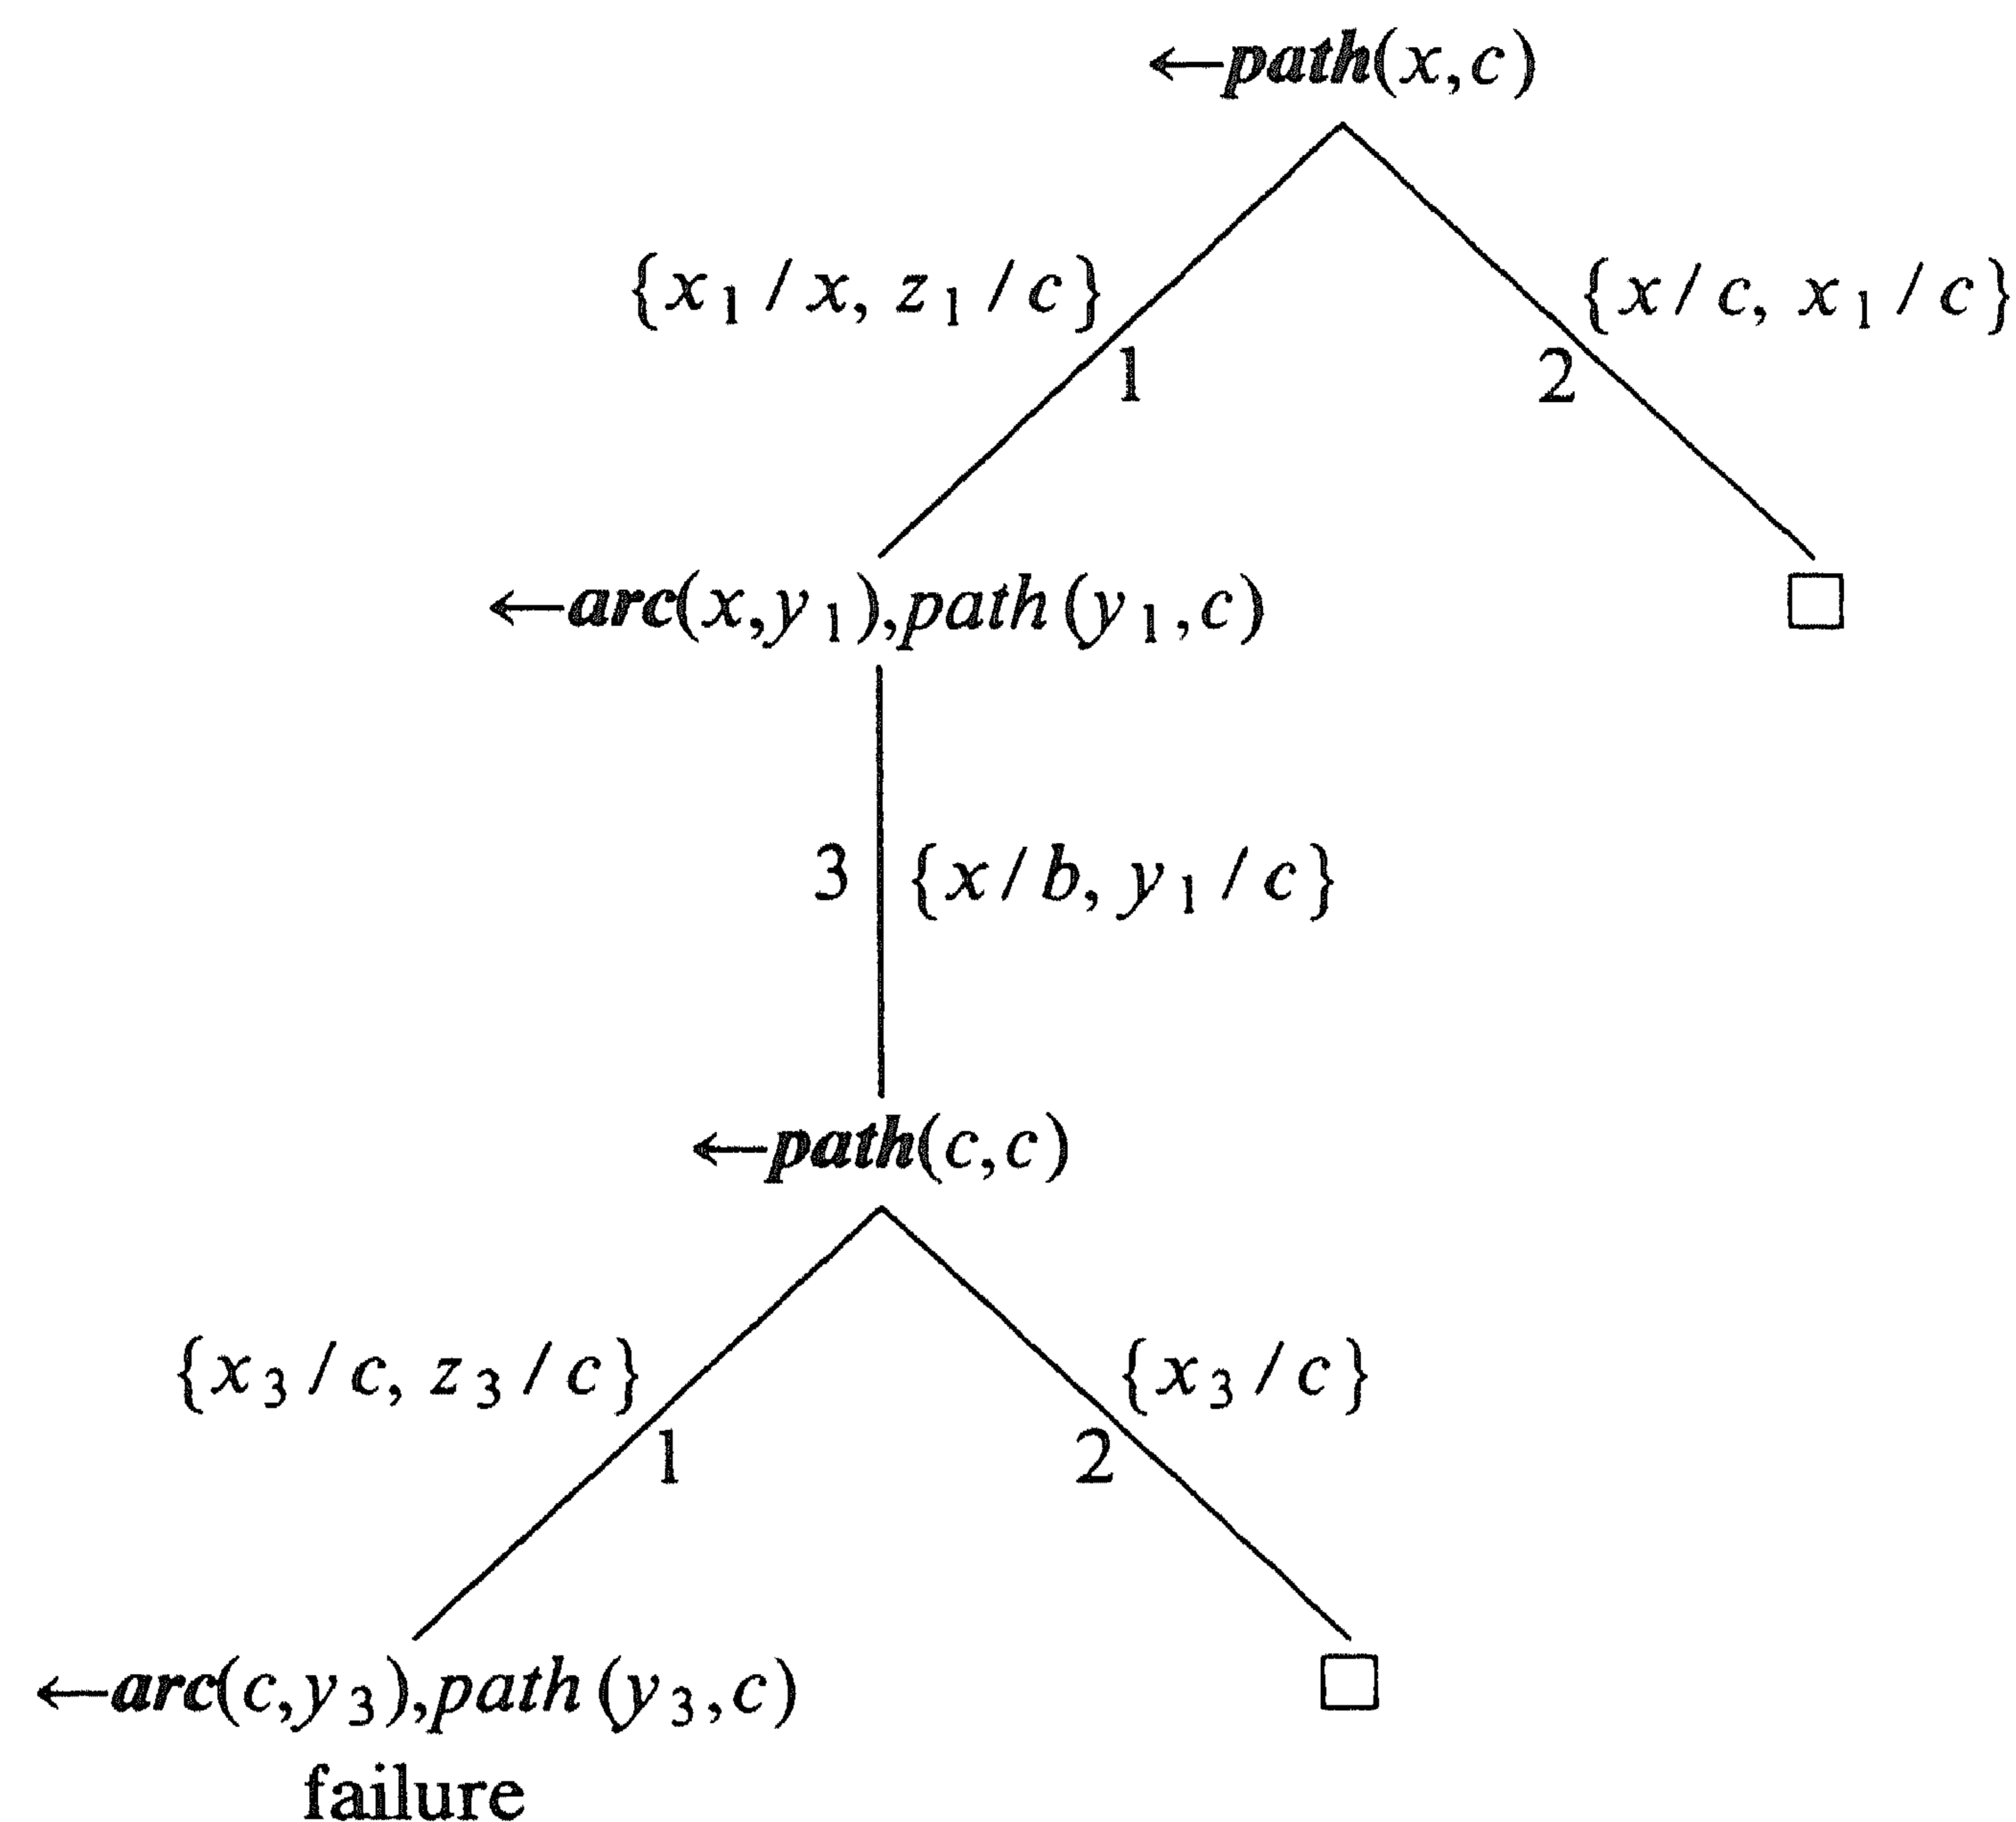 ←path(x,c)
{x₁/x, z₁/c}
{x/c, x₁/c}
1
2
←arc(x,y₁),path(y₁,c)
□
3
{x/b, y₁/c}
←path(c,c)
{x₃/c, z₃/c}
{x₃/c}
1
2
←arc(c,y₃),path(y₃,c)
□
failure